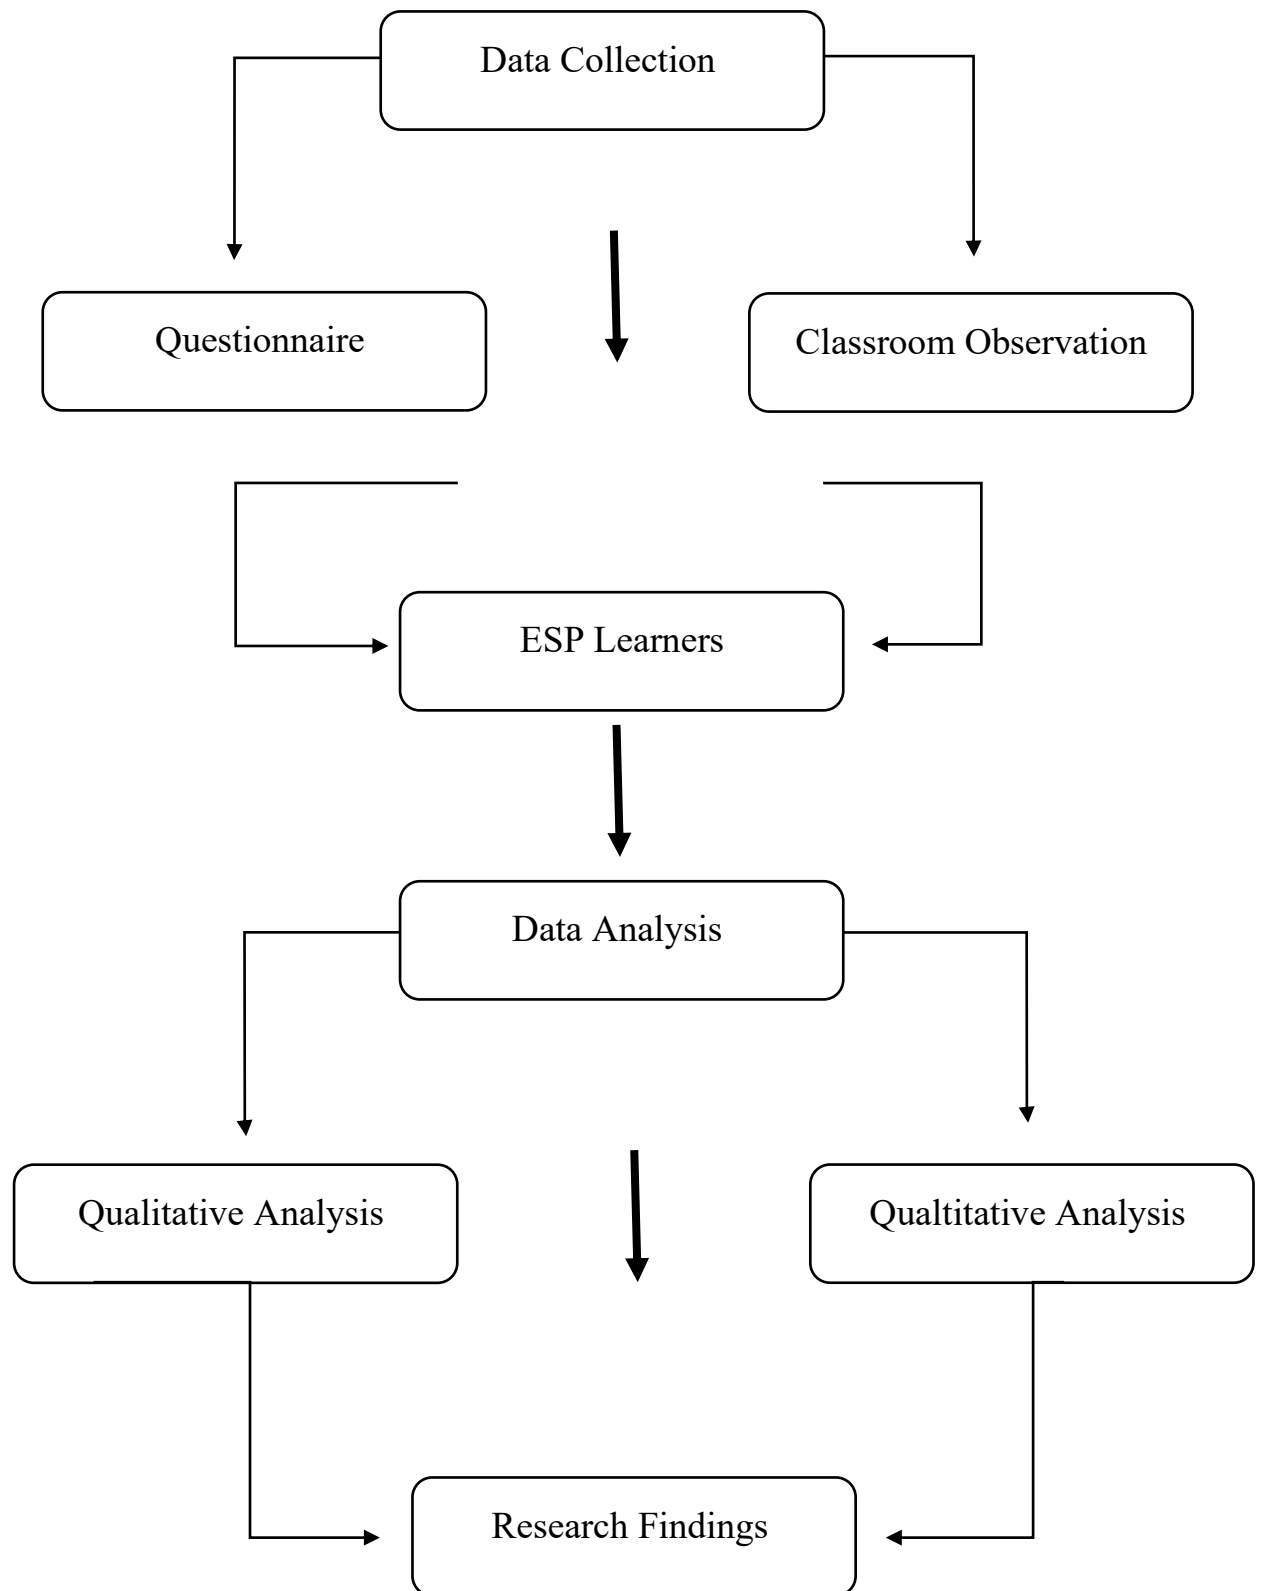 Data Collection
Questionnaire
Classroom Observation
ESP Learners
Data Analysis
Qualitative Analysis
Qualtitative Analysis
Research Findings